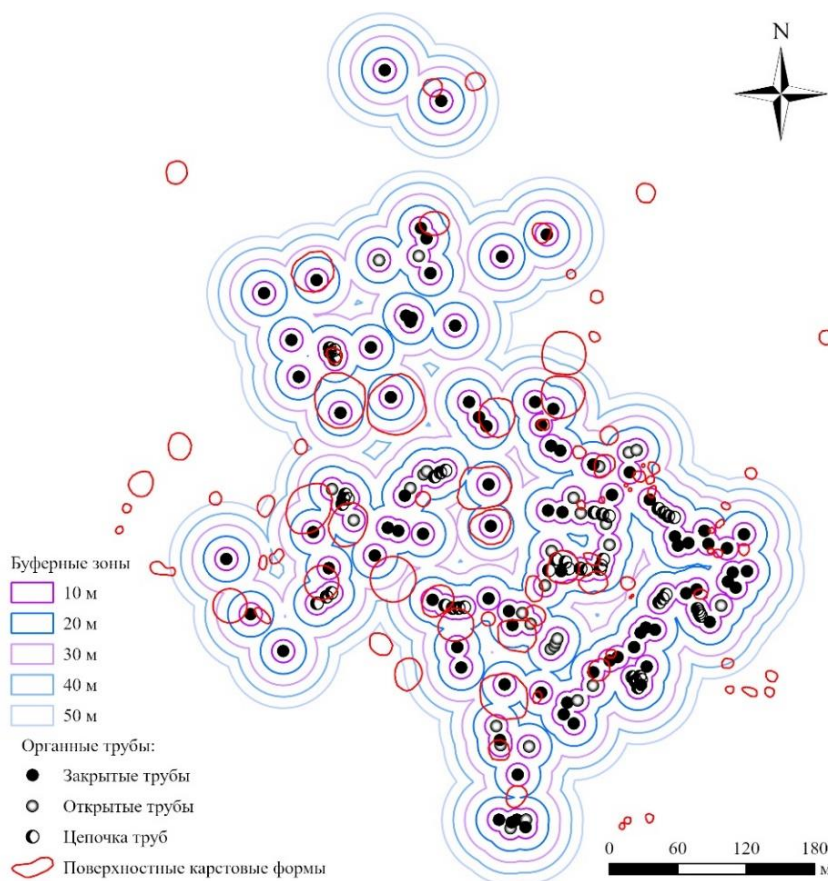 N
Буферные зоны
10 м
20 м
30 м
40 м
50 м
Органные трубы:
Закрытые трубы
Открытые трубы
Цепочка труб
Поверхностные карстовые формы
0 60 120 180
м